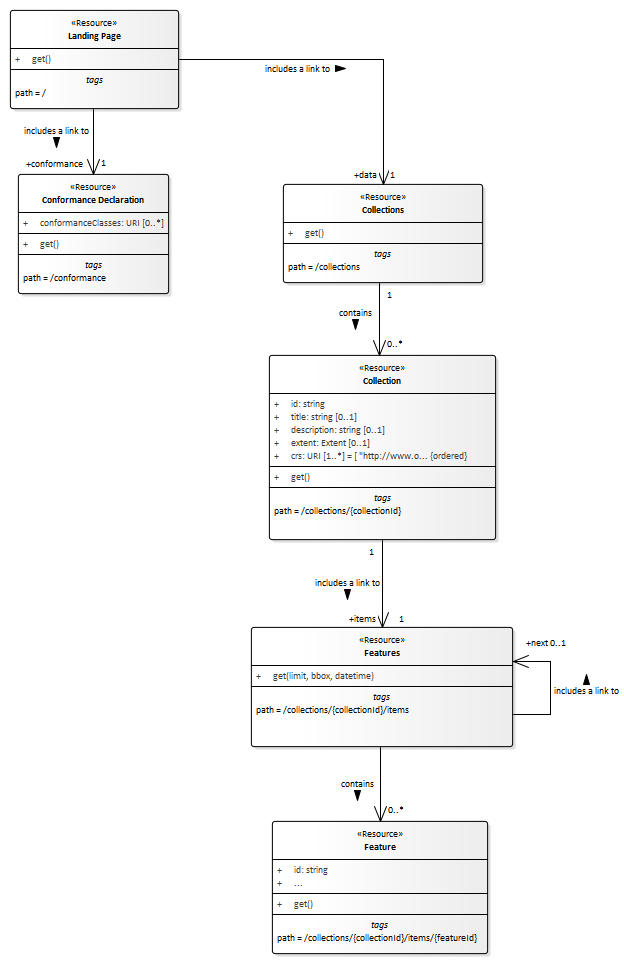 «Resource»
Landing Page
+ get()
tags
path = /
includes a link to
includes a link to
+conformance 1
+data 1
«Resource»
Conformance Declaration
+ conformanceClasses: URI [0..*]
+ get()
tags
path = /conformance
«Resource»
Collections
+ get()
tags
path = /collections
1
contains
0..*
«Resource»
Collection
+ id: string
+ title: string [0..1]
+ description: string [0..1]
+ extent: Extent [0..1]
+ crs: URI [1..*] = [ "http://www.o... {ordered}
+ get()
tags
path = /collections/{collectionId}
1
includes a link to
+items 1
«Resource»
Features
+ get(limit, bbox, datetime)
tags
path = /collections/{collectionId}/items
+next 0..1
includes a link to
contains
0..*
«Resource»
Feature
+ id: string
+ ...
+ get()
tags
path = /collections/{collectionId}/items/{featureId}